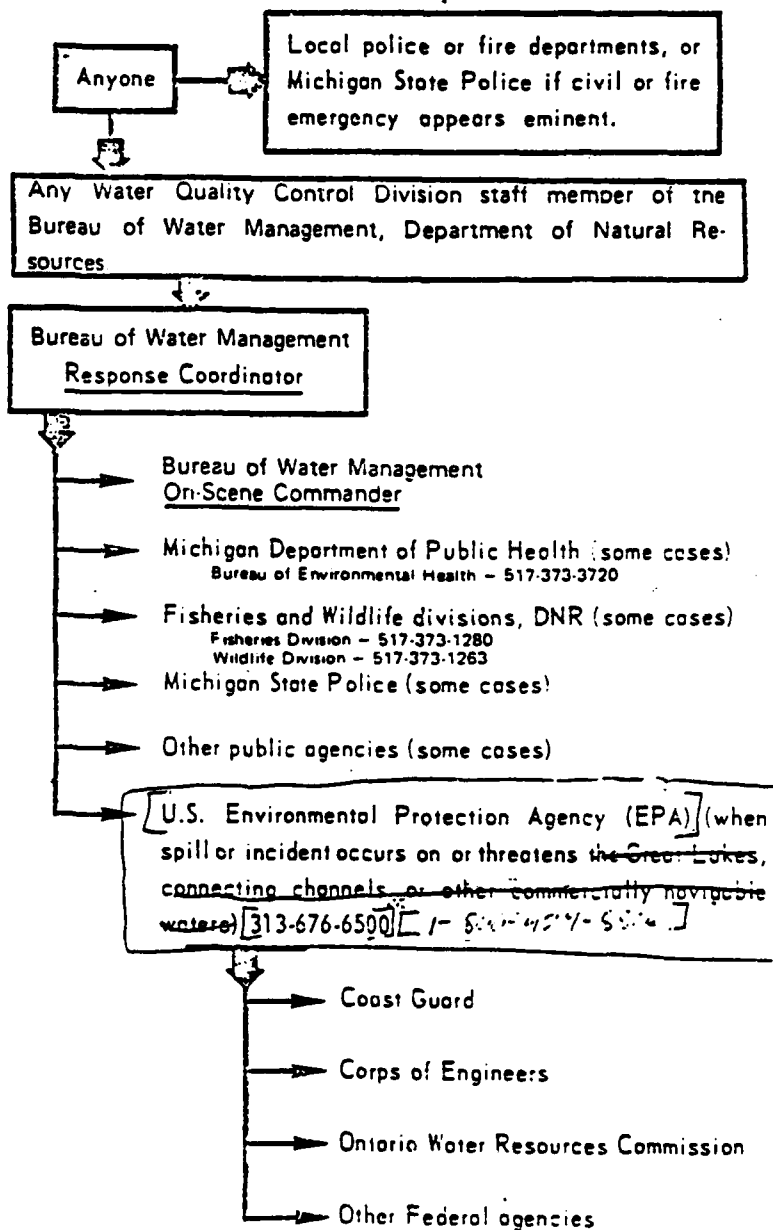 Anyone
Local police or fire departments, or
Michigan State Police if civil or fire
emergency appears eminent.
Any Water Quality Control Division staff member of the
Bureau of Water Management, Department of Natural Re-
sources
Bureau of Water Management
Response Coordinator
Bureau of Water Management
On-Scene Commander
Michigan Department of Public Health (some cases)
Bureau of Environmental Health – 517-373-3720
Fisheries and Wildlife divisions, DNR (some cases)
Fisheries Division – 517-373-1280
Wildlife Division – 517-373-1263
Michigan State Police (some cases)
Other public agencies (some cases)
[U.S. Environmental Protection Agency (EPA)] (when
spill or incident occurs on or threatens the Great Lakes,
connecting channels or other commercially navigable
waters) [313-676-6500]
Coast Guard
Corps of Engineers
Ontario Water Resources Commission
Other Federal agencies